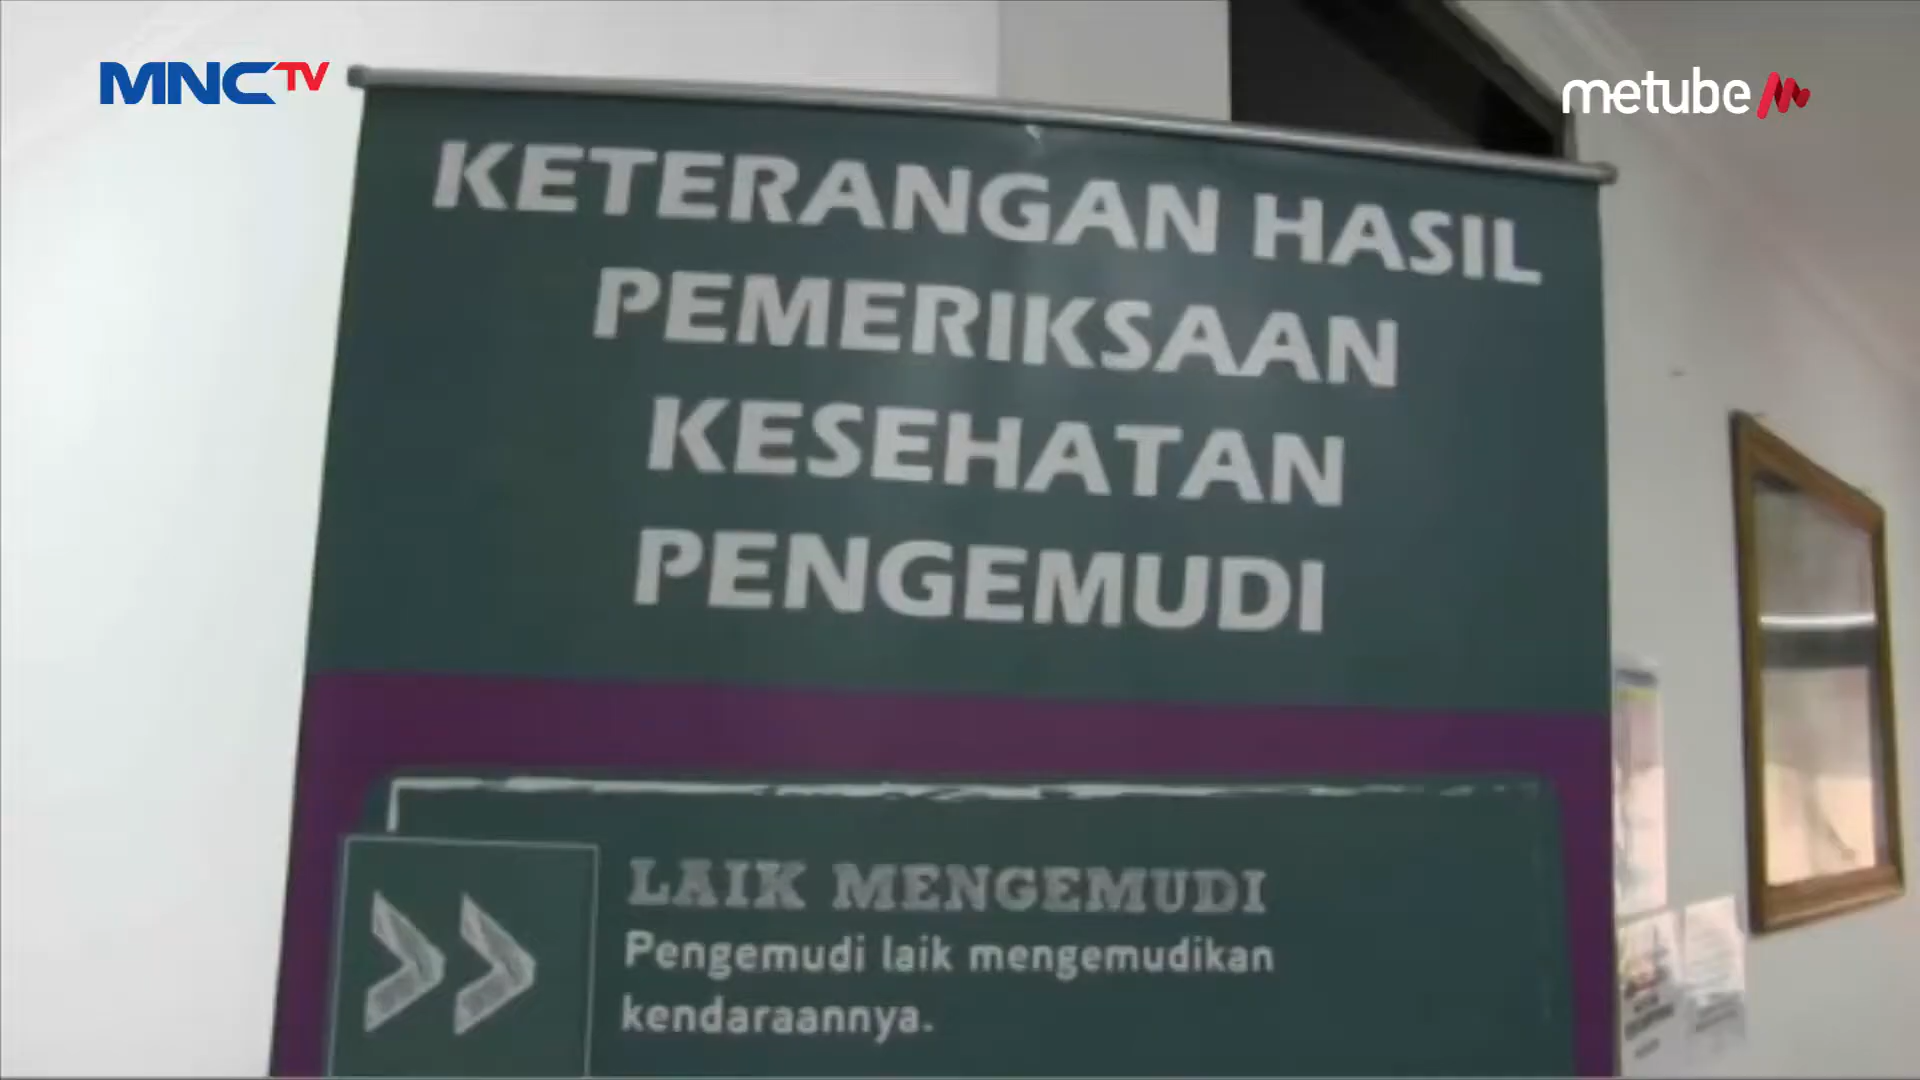 MNCTV
metube
KETERANGAN HASIL
PEMERIKSAAN
KESEHATAN
PENGEMUDI
LAIK MENGEMUDI
Pengemudi laik mengemudikan
kendaraannya.